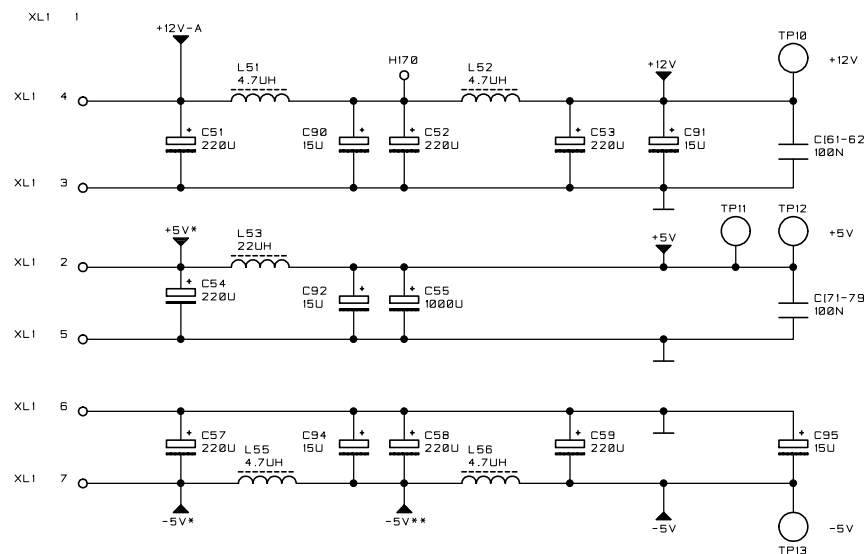 XL1 1
+12V-A
TP10
+12V
L51
4.7UH
H170
L52
4.7UH
+12V
XL1 4
C51
220U
C90
15U
C52
220U
C53
220U
C91
15U
C(61-62
100N
XL1 3
+5V*
L53
22UH
+5V
TP11
TP12
+5V
XL1 2
C54
220U
C92
15U
C55
1000U
C(71-79
100N
XL1 5
XL1 6
C57
220U
L55
4.7UH
C94
15U
C58
220U
L56
4.7UH
C59
220U
C95
15U
XL1 7
-5V*
-5V**
-5V
-5V
TP13